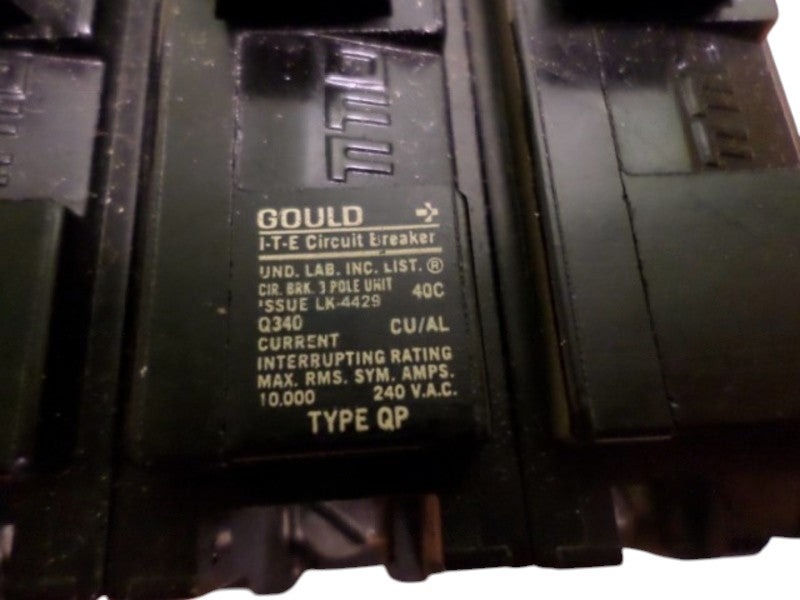 GOULD
I-T-E Circuit Breaker
UND. LAB. INC. LIST. ®
CIR. BRK. 3 POLE UNIT
ISSUE LK-4429 40C
Q340 CU/AL
CURRENT
INTERRUPTING RATING
MAX. RMS. SYM. AMPS.
10,000 240 V.A.C.
TYPE QP